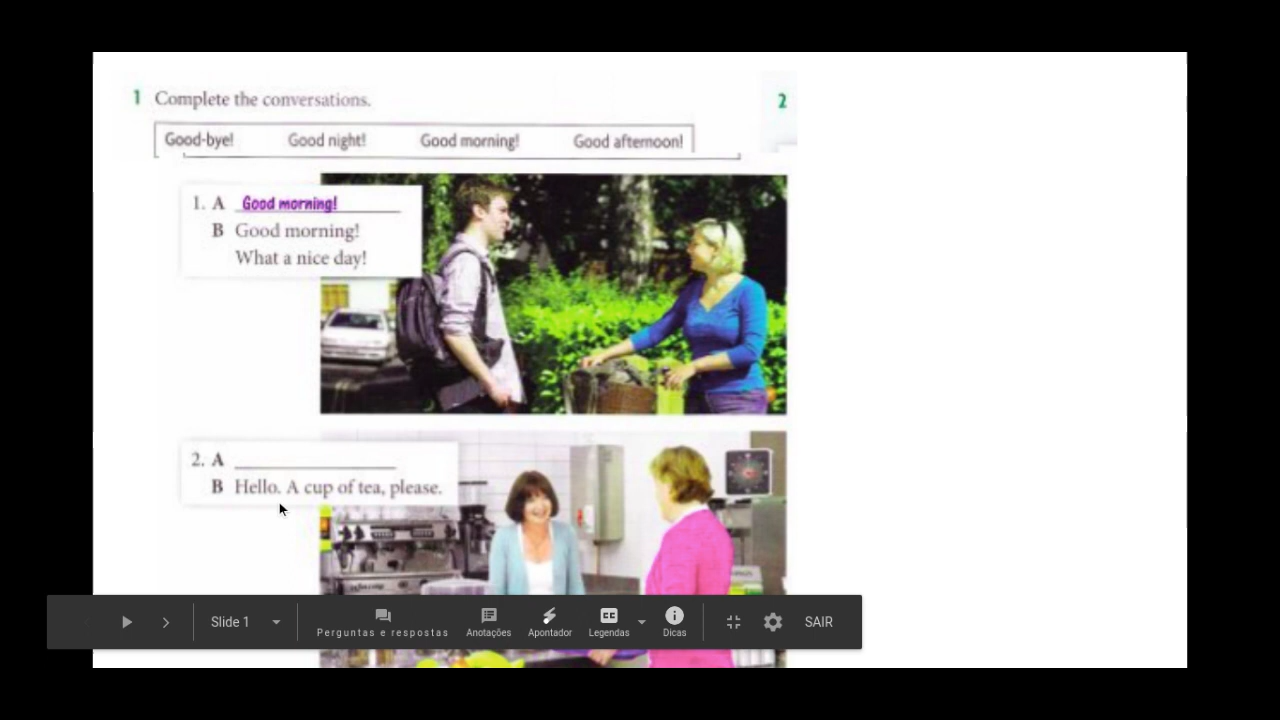 1 Complete the conversations.
2
Good-bye! Good night! Good morning! Good afternoon!
1. A Good morning!
B Good morning!
What a nice day!
2. A
B Hello. A cup of tea, please.
Slide 1
Perguntas e respostas
Anotações
Apontador
CC
Legendas
Dicas
SAIR